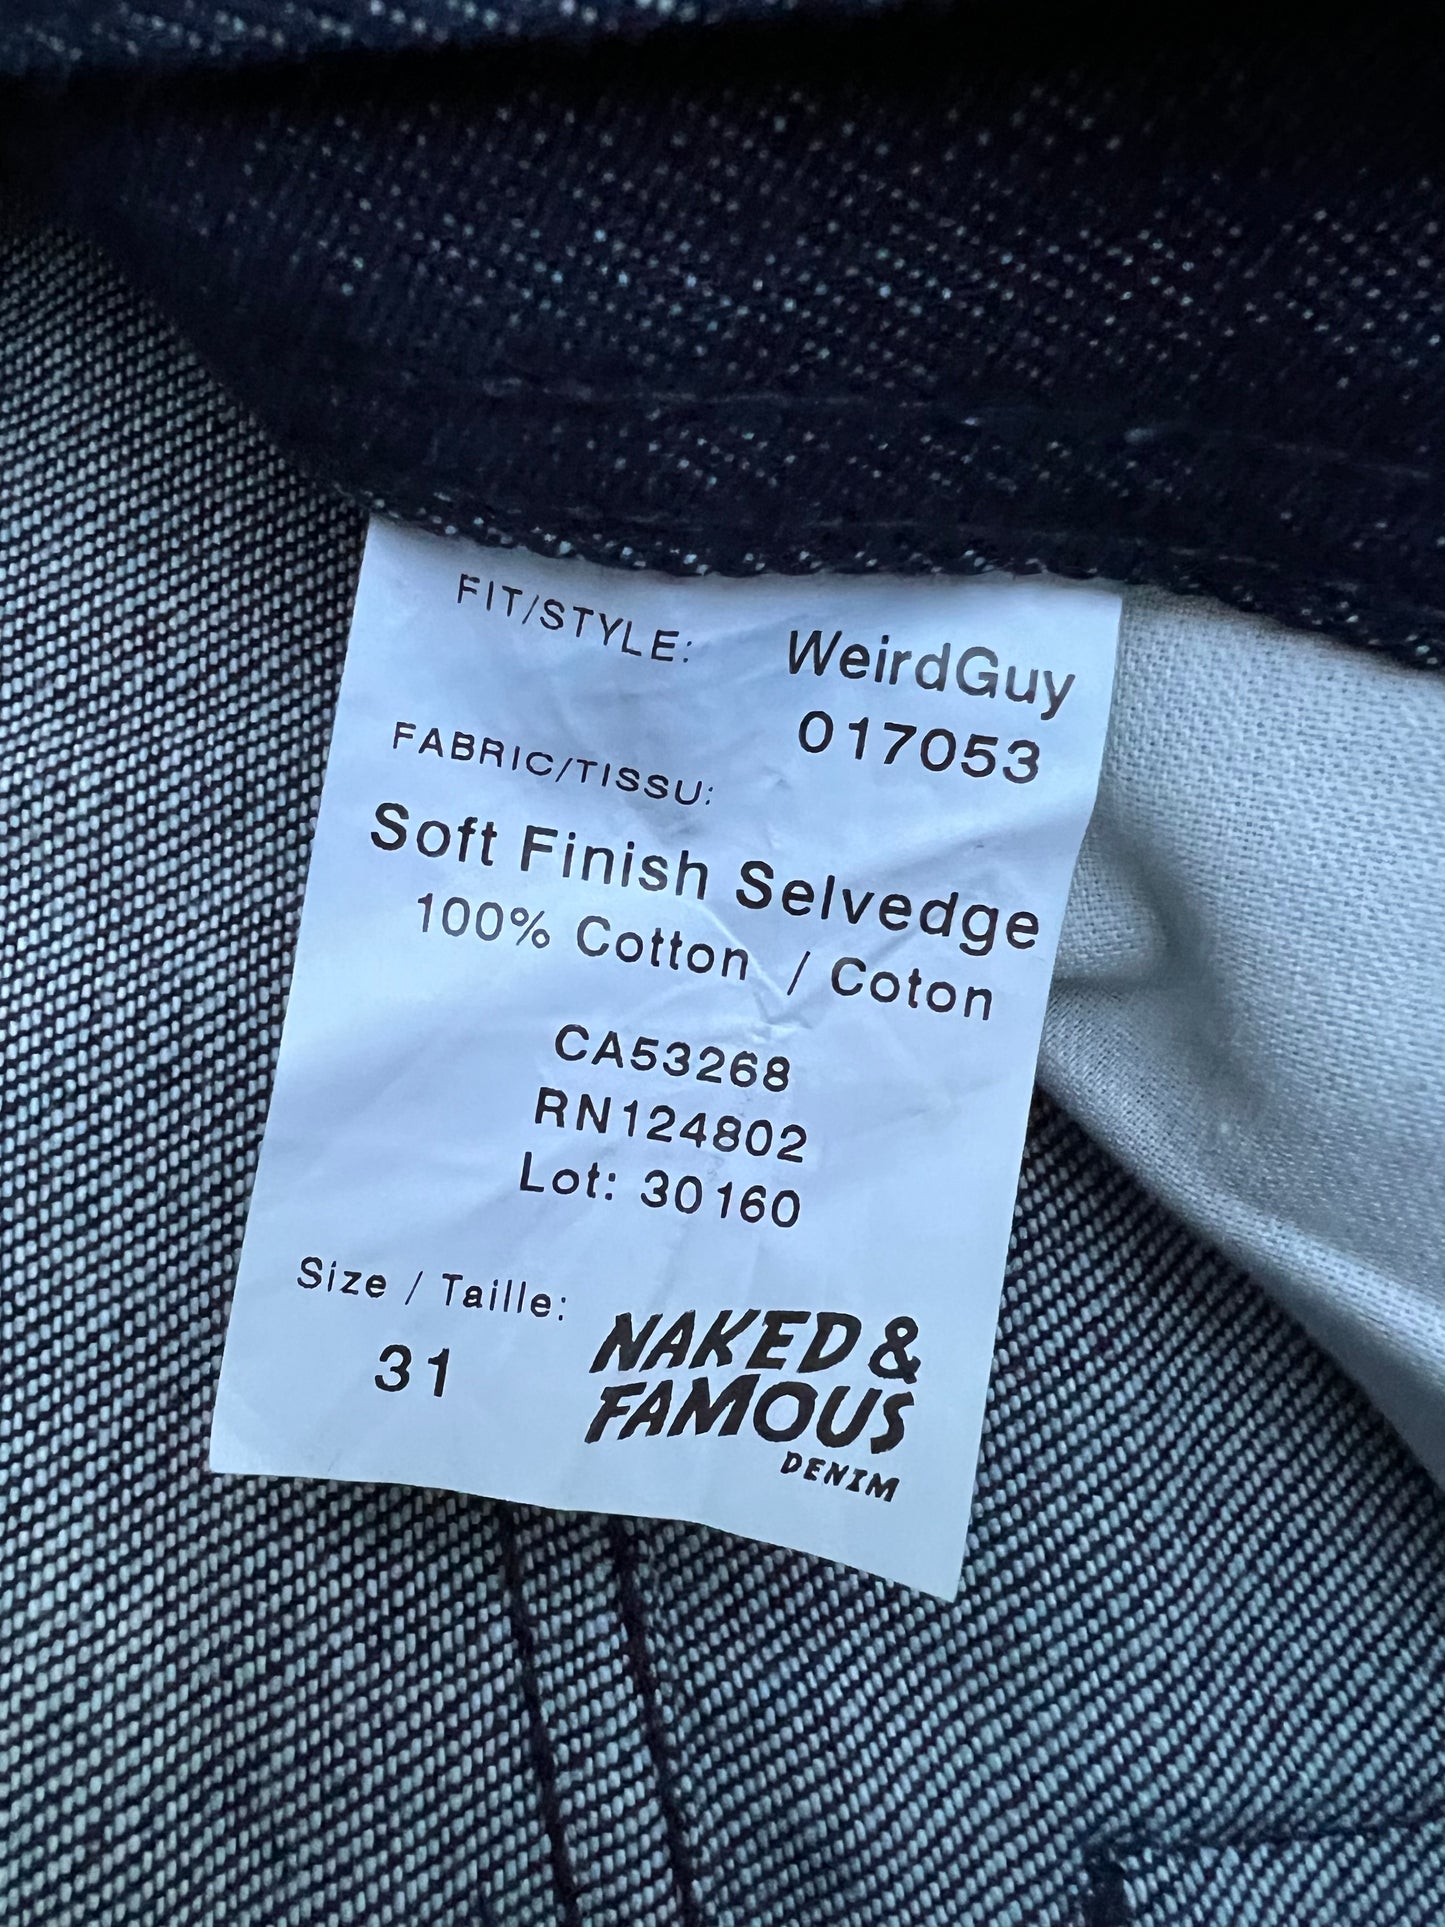 FIT/STYLE: WeirdGuy
017053
FABRIC/TISSU:
Soft Finish Selvedge
100% Cotton / Coton
CA53268
RN124802
Lot: 30160
Size / Taille:
31
NAKED &
FAMOUS
DENIM